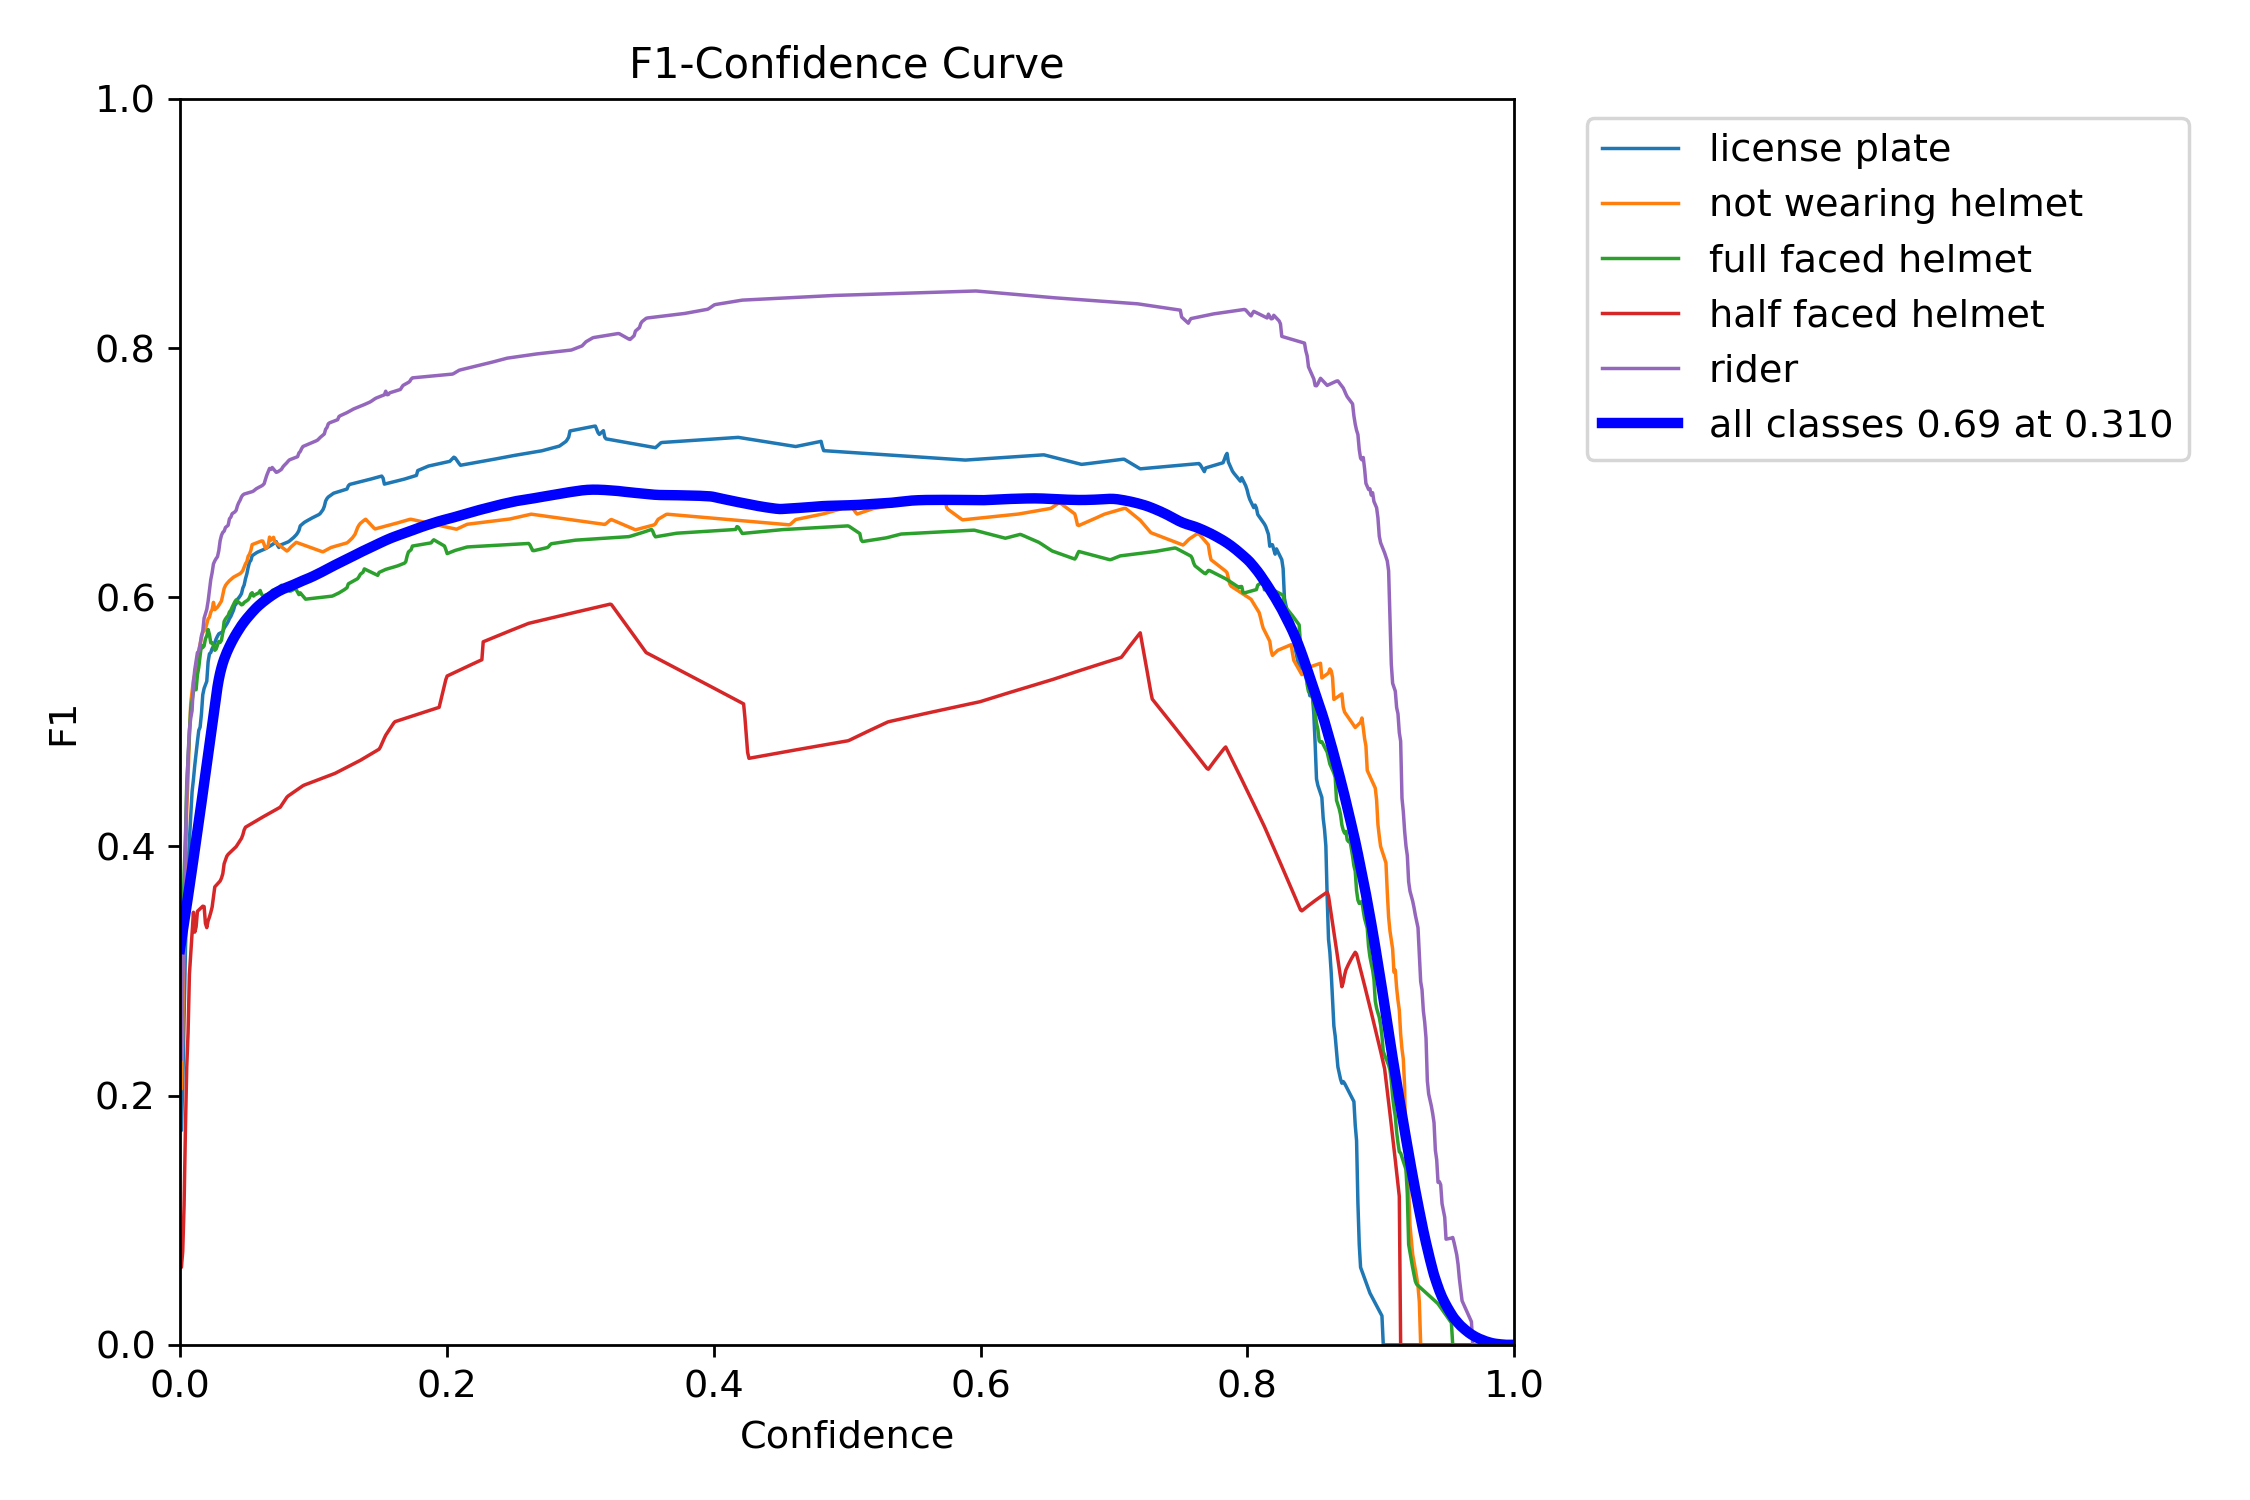 F1-Confidence Curve
1.0
0.8
0.6
0.4
0.2
0.0
F1
0.0 0.2 0.4 0.6 0.8 1.0
Confidence
license plate
not wearing helmet
full faced helmet
half faced helmet
rider
all classes 0.69 at 0.310